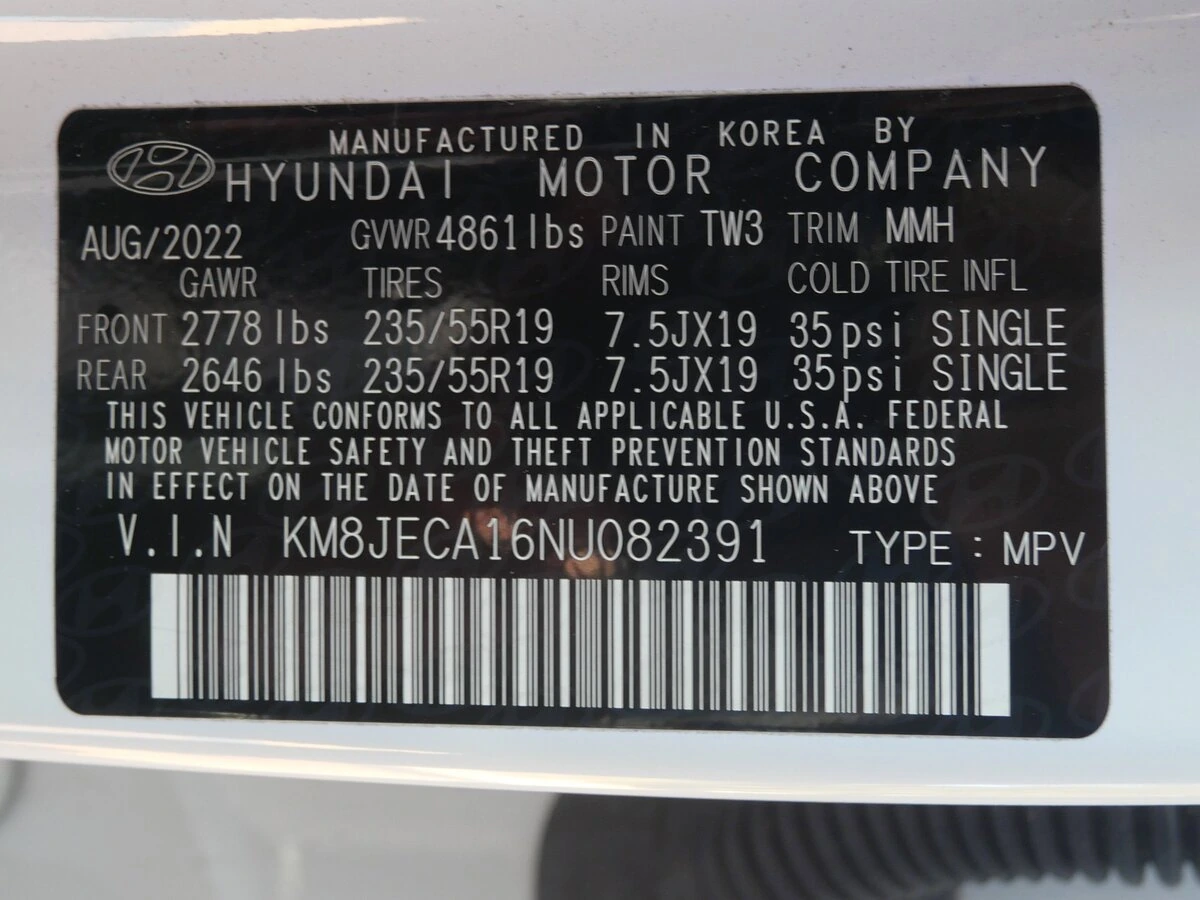 MANUFACTURED IN KOREA BY
HYUNDAI MOTOR COMPANY
AUG/2022 GVWR 4861lbs PAINT TW3 TRIM MMH
GAWR TIRES RIMS COLD TIRE INFL
FRONT 2778 lbs 235/55R19 7.5JX19 35psi SINGLE
REAR 2646 lbs 235/55R19 7.5JX19 35psi SINGLE
THIS VEHICLE CONFORMS TO ALL APPLICABLE U.S.A. FEDERAL
MOTOR VEHICLE SAFETY AND THEFT PREVENTION STANDARDS
IN EFFECT ON THE DATE OF MANUFACTURE SHOWN ABOVE
V.I.N KM8JECA16NU082391 TYPE : MPV